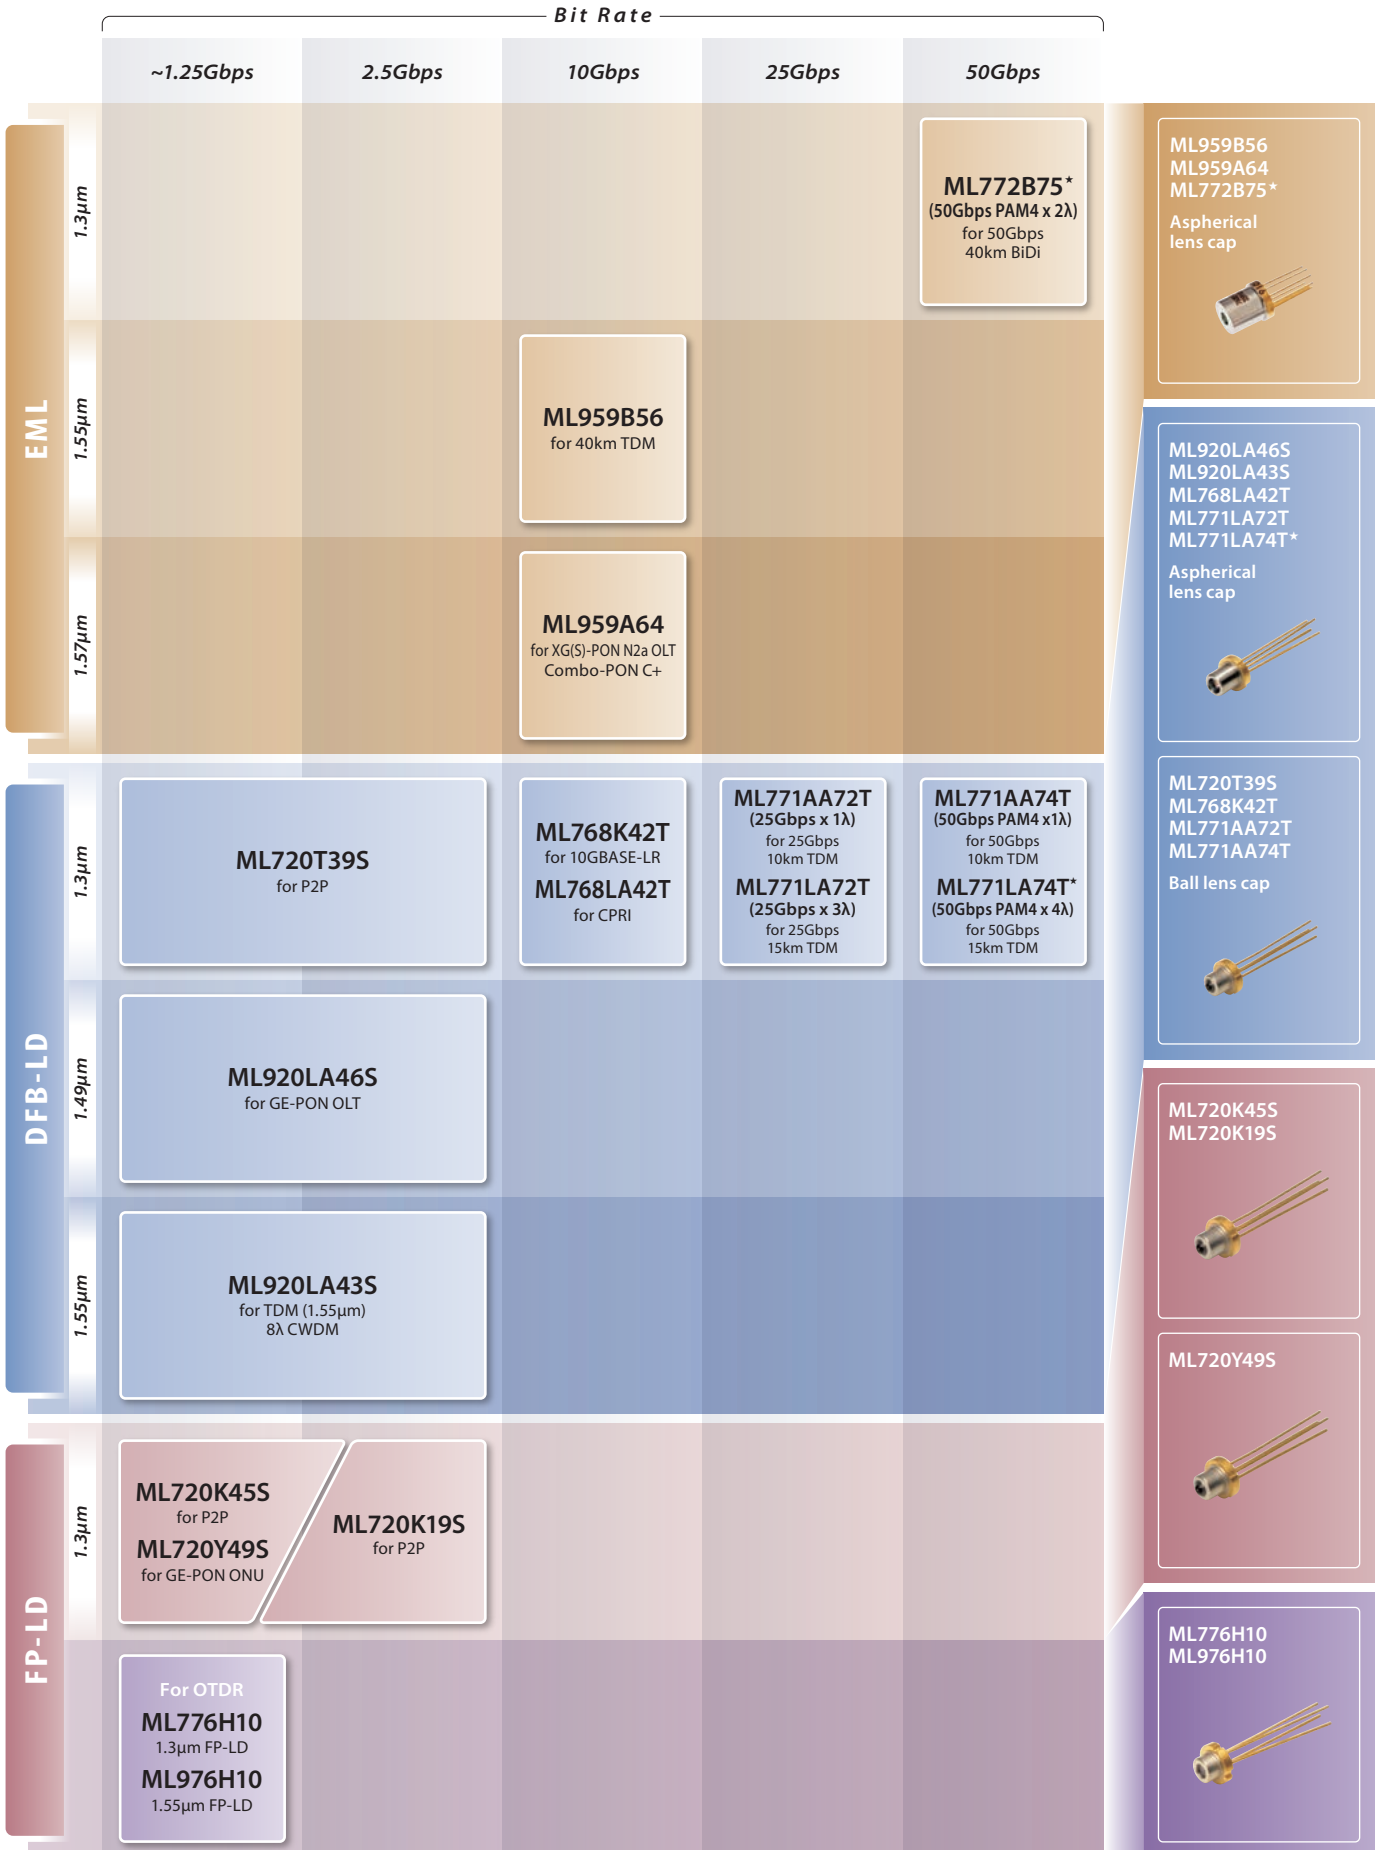 Bit Rate
~1.25Gbps
2.5Gbps
10Gbps
25Gbps
50Gbps
EML
1.3μm
ML772B75★
(50Gbps PAM4 x 2λ)
for 50Gbps
40km BiDi
1.55μm
ML959B56
for 40km TDM
1.57μm
ML959A64
for XG(S)-PON N2a OLT
Combo-PON C+
DFB-LD
1.3μm
ML720T39S
for P2P
ML768K42T
for 10GBASE-LR
ML768LA42T
for CPRI
ML771AA72T
(25Gbps x 1λ)
for 25Gbps
10km TDM
ML771LA72T
(25Gbps x 3λ)
for 25Gbps
15km TDM
ML771AA74T
(50Gbps PAM4 x1λ)
for 50Gbps
10km TDM
ML771LA74T★
(50Gbps PAM4 x 4λ)
for 50Gbps
15km TDM
1.49μm
ML920LA46S
for GE-PON OLT
1.55μm
ML920LA43S
for TDM (1.55μm)
8λ CWDM
FP-LD
1.3μm
ML720K45S
for P2P
ML720Y49S
for GE-PON ONU
ML720K19S
for P2P
For OTDR
ML776H10
1.3μm FP-LD
ML976H10
1.55μm FP-LD
ML959B56
ML959A64
ML772B75★
Aspherical
lens cap
ML920LA46S
ML920LA43S
ML768LA42T
ML771LA72T
ML771LA74T★
Aspherical
lens cap
ML720T39S
ML768K42T
ML771AA72T
ML771AA74T
Ball lens cap
ML720K45S
ML720K19S
ML720Y49S
ML776H10
ML976H10